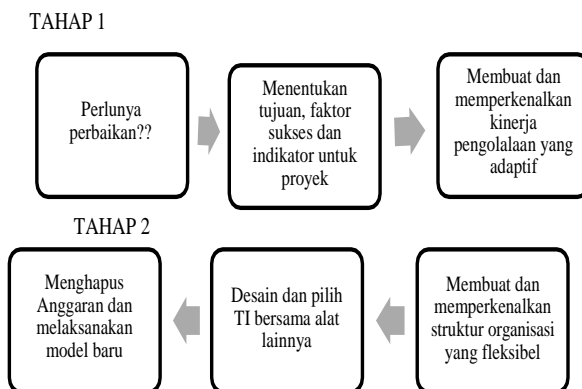 TAHAP 1
Perlunya
perbaikan??
Menentukan
tujuan, faktor
sukses dan
indikator untuk
proyek
Membuat dan
memperkenalkan
kinerja
pengolalaan yang
adaptif
TAHAP 2
Menghapus
Anggaran dan
melaksanakan
model baru
Desain dan pilih
TI bersama alat
lainnya
Membuat dan
memperkenalkan
struktur organisasi
yang fleksibel